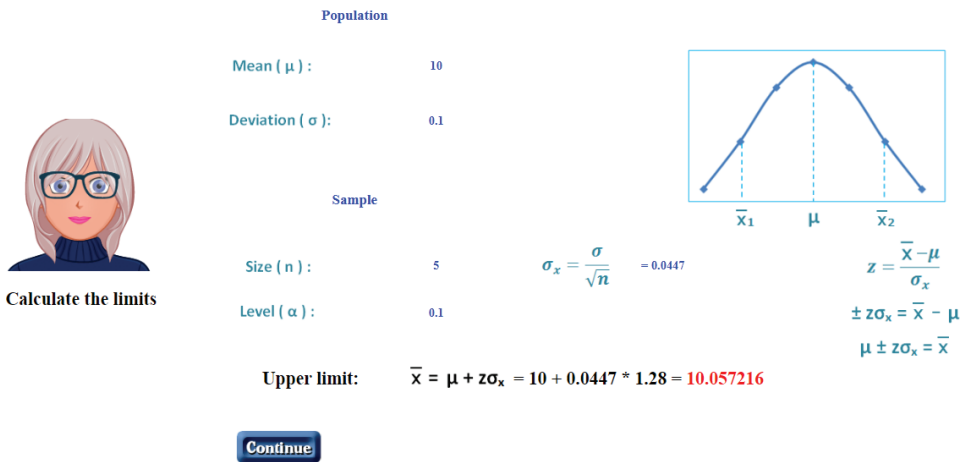 Population
Mean ( μ ) : 10
Deviation ( σ ): 0.1
Sample
x̅1 μ x̅2
Size ( n ) : 5 σx = σ/√n = 0.0447
z = (x̅ − μ)/σx
Calculate the limits
Level ( α ) : 0.1
± zσx = x̅ − μ
μ ± zσx = x̅
Upper limit: x̅ = μ + zσx = 10 + 0.0447 * 1.28 = 10.057216
Continue